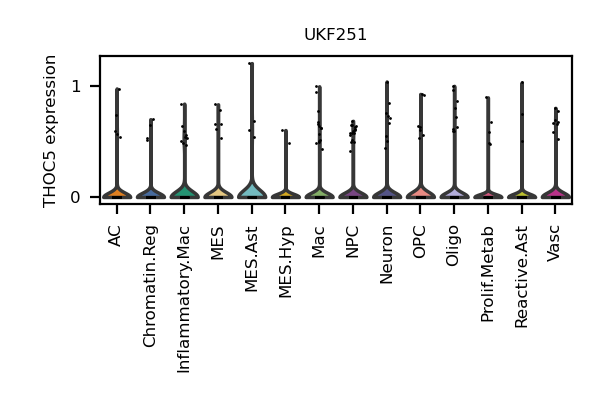 UKF251
THOC5 expression
1
0
AC
Chromatin.Reg
Inflammatory.Mac
MES
MES.Ast
MES.Hyp
Mac
NPC
Neuron
OPC
Oligo
Prolif.Metab
Reactive.Ast
Vasc